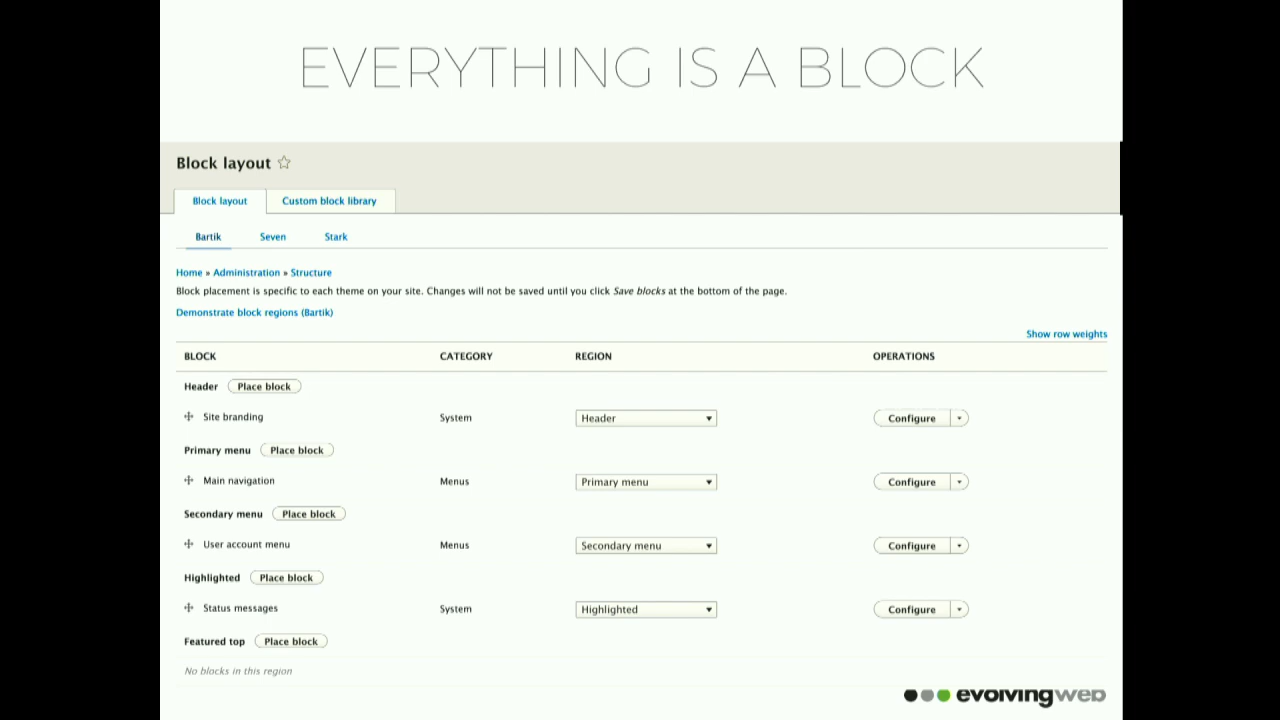 EVERYTHING IS A BLOCK
Block layout
Block layout Custom block library
Bartik Seven Stark
Home » Administration » Structure
Block placement is specific to each theme on your site. Changes will not be saved until you click Save blocks at the bottom of the page.
Demonstrate block regions (Bartik)
Show row weights
BLOCK CATEGORY REGION OPERATIONS
Header Place block
Site branding System Header Configure
Primary menu Place block
Main navigation Menus Primary menu Configure
Secondary menu Place block
User account menu Menus Secondary menu Configure
Highlighted Place block
Status messages System Highlighted Configure
Featured top Place block
No blocks in this region
evolvingweb